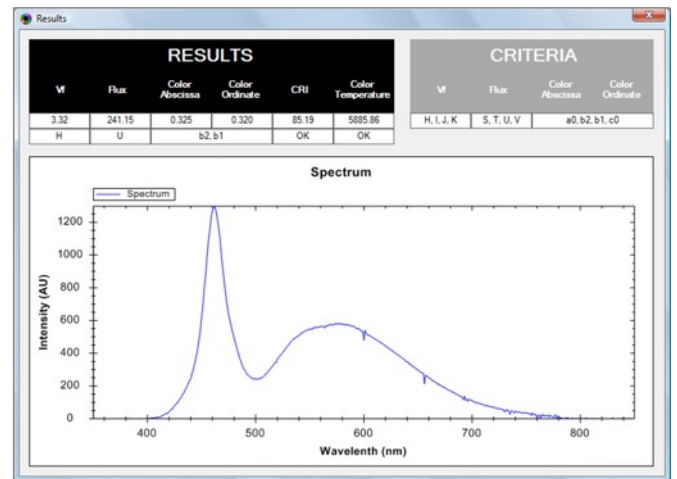 Results
RESULTS
Vf Flux Color Abscissa Color Ordinate CRI Color Temperature
3.32 241.15 0.325 0.320 85.19 5885.86
H U b2, b1 OK OK
CRITERIA
Vf Flux Color Abscissa Color Ordinate
H, I, J, K S, T, U, V a0, b2, b1, c0
Spectrum
Spectrum
Intensity (AU)
1200
1000
800
600
400
200
0
400 500 600 700 800
Wavelenth (nm)